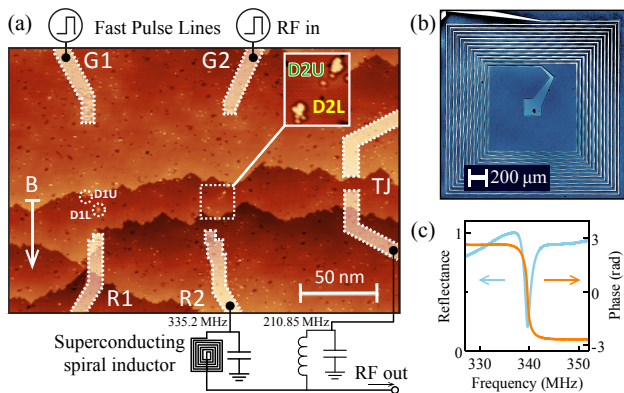 (a)
Fast Pulse Lines
RF in
G1
G2
D2U
D2L
B
D1U
D1L
TJ
50 nm
R1
R2
335.2 MHz
210.85 MHz
Superconducting
spiral inductor
RF out
(b)
200 μm
(c)
1
0
Reflectance
3
0
-3
Phase (rad)
330
340
350
Frequency (MHz)